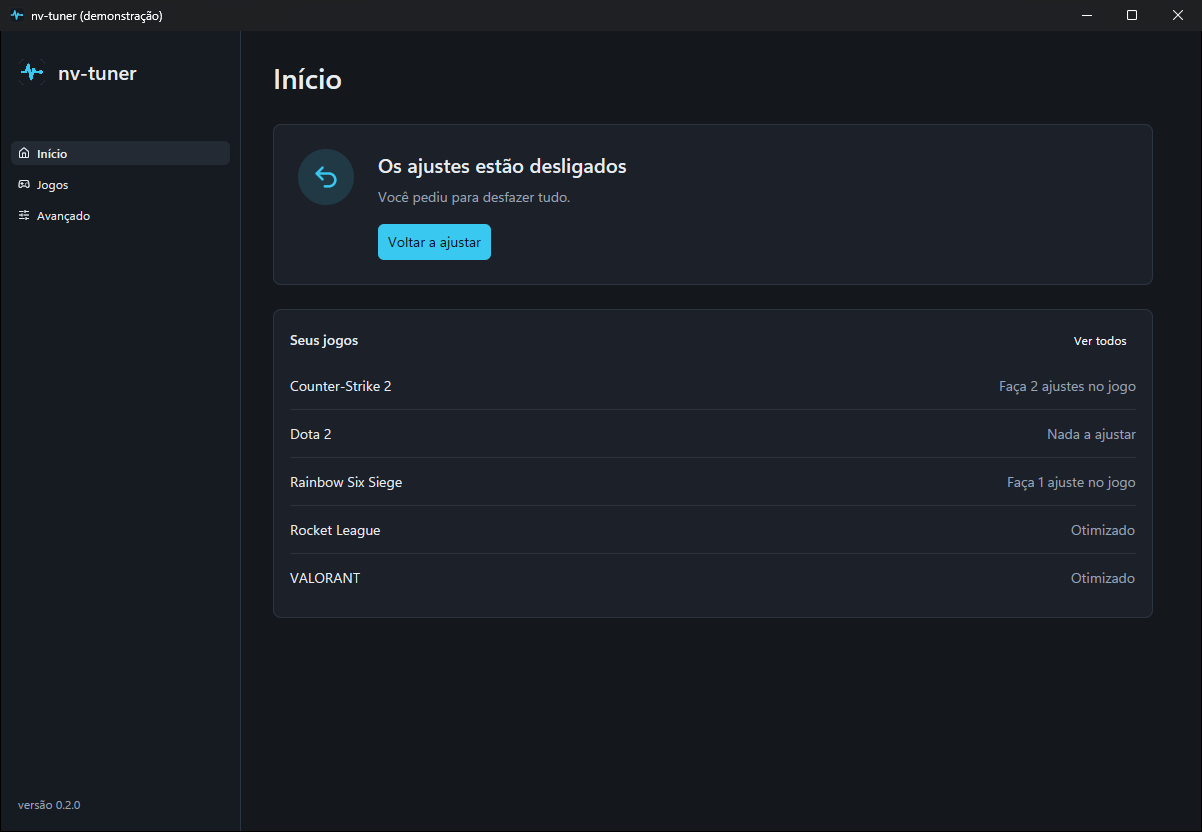 nv-tuner (demonstração)
nv-tuner
Início
Jogos
Avançado
versão 0.2.0
Início
Os ajustes estão desligados
Você pediu para desfazer tudo.
Voltar a ajustar
Seus jogos
Ver todos
Counter-Strike 2
Faça 2 ajustes no jogo
Dota 2
Nada a ajustar
Rainbow Six Siege
Faça 1 ajuste no jogo
Rocket League
Otimizado
VALORANT
Otimizado